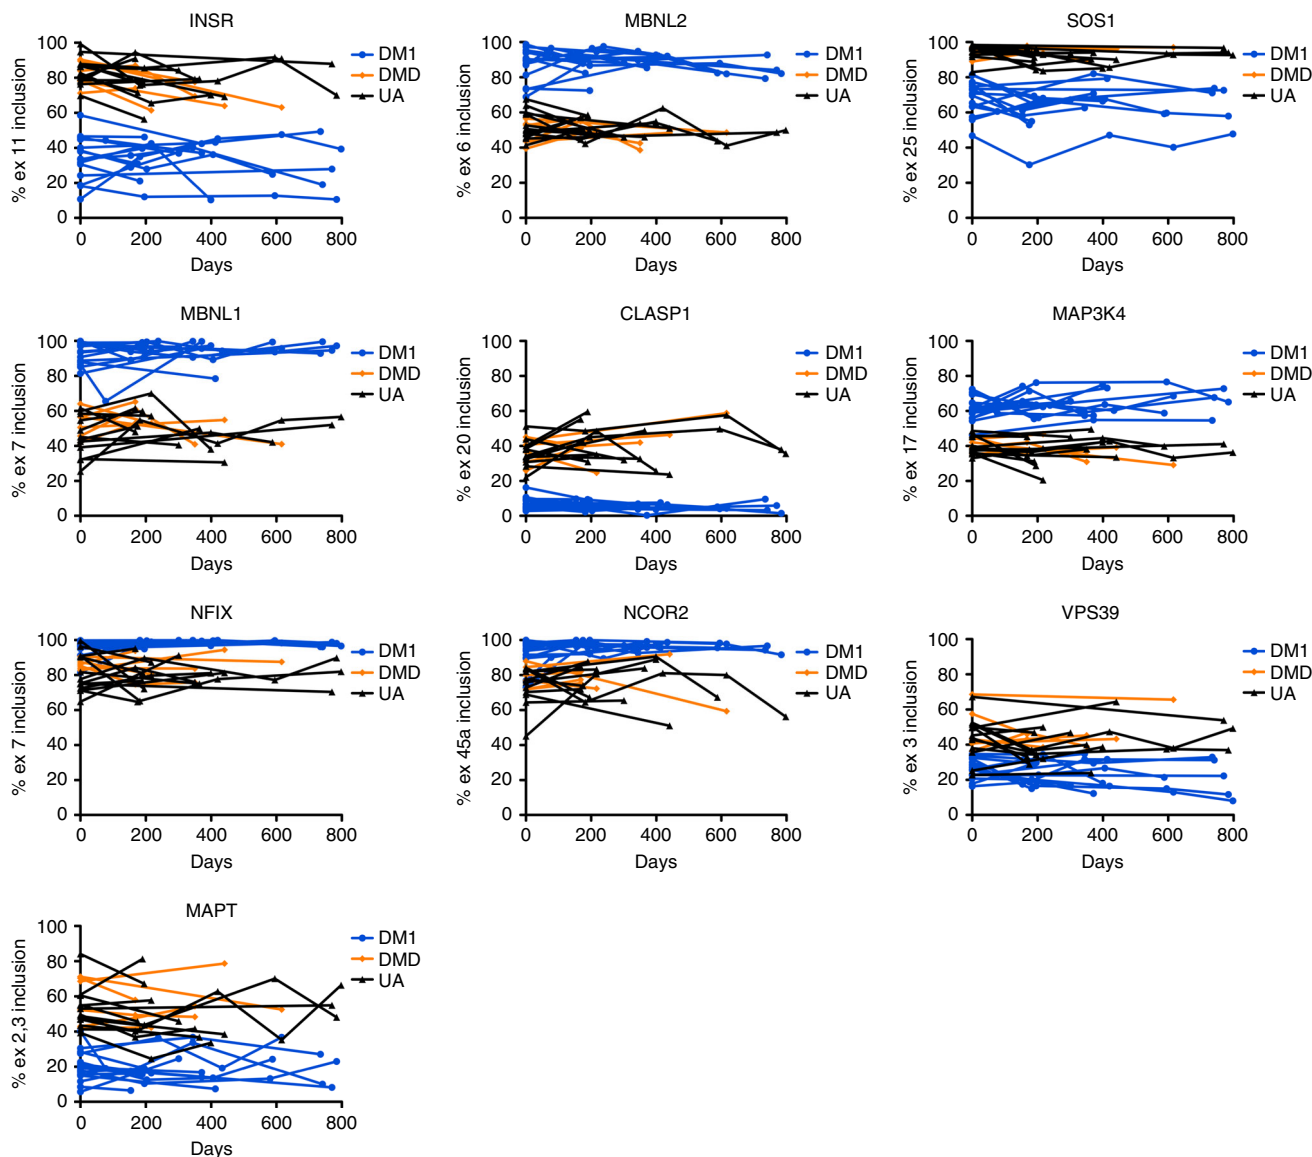 INSR
% ex 11 inclusion
100
80
60
40
20
0
0 200 400 600 800
Days
DM1
DMD
UA
MBNL2
% ex 6 inclusion
100
80
60
40
20
0
0 200 400 600 800
Days
DM1
DMD
UA
SOS1
% ex 25 inclusion
100
80
60
40
20
0
0 200 400 600 800
Days
DM1
DMD
UA
MBNL1
% ex 7 inclusion
100
80
60
40
20
0
0 200 400 600 800
Days
DM1
DMD
UA
CLASP1
% ex 20 inclusion
100
80
60
40
20
0
0 200 400 600 800
Days
DM1
DMD
UA
MAP3K4
% ex 17 inclusion
100
80
60
40
20
0
0 200 400 600 800
Days
DM1
DMD
UA
NFIX
% ex 7 inclusion
100
80
60
40
20
0
0 200 400 600 800
Days
DM1
DMD
UA
NCOR2
% ex 45a inclusion
100
80
60
40
20
0
0 200 400 600 800
Days
DM1
DMD
UA
VPS39
% ex 3 inclusion
100
80
60
40
20
0
0 200 400 600 800
Days
DM1
DMD
UA
MAPT
% ex 2,3 inclusion
100
80
60
40
20
0
0 200 400 600 800
Days
DM1
DMD
UA